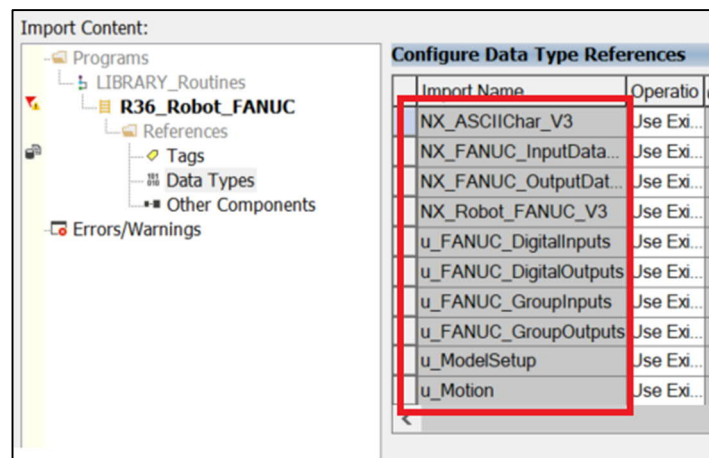 Import Content:
Programs
LIBRARY_Routines
R36_Robot_FANUC
References
Tags
Data Types
Other Components
Errors/Warnings
Configure Data Type References
Import Name Operatio
NX_ASCIIChar_V3 Use Exi...
NX_FANUC_InputData... Use Exi...
NX_FANUC_OutputDat... Use Exi...
NX_Robot_FANUC_V3 Use Exi...
u_FANUC_DigitalInputs Use Exi...
u_FANUC_DigitalOutputs Use Exi...
u_FANUC_GroupInputs Use Exi...
u_FANUC_GroupOutputs Use Exi...
u_ModelSetup Use Exi...
u_Motion Use Exi...